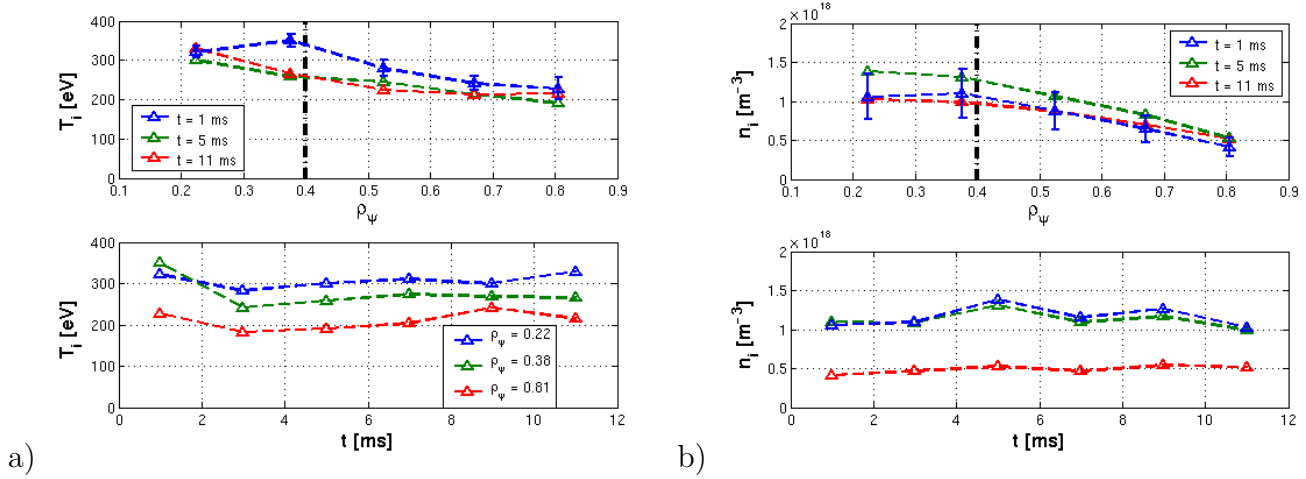 400
300
200
100
0
T_i [eV]
t = 1 ms
t = 5 ms
t = 11 ms
0.1 0.2 0.3 0.4 0.5 0.6 0.7 0.8 0.9
ρ_ψ
400
300
200
100
0
T_i [eV]
ρ_ψ = 0.22
ρ_ψ = 0.38
ρ_ψ = 0.81
0 2 4 6 8 10 12
t [ms]
a)
2 × 10^18
1.5
1
0.5
0
n_i [m^-3]
t = 1 ms
t = 5 ms
t = 11 ms
0.1 0.2 0.3 0.4 0.5 0.6 0.7 0.8 0.9
ρ_ψ
2 × 10^18
1.5
1
0.5
0
n_i [m^-3]
0 2 4 6 8 10 12
t [ms]
b)